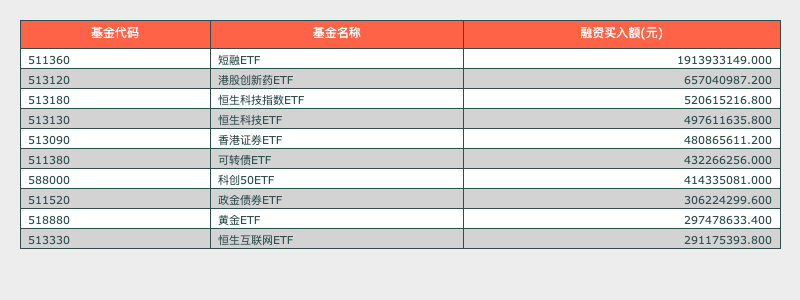 基金代码 基金名称 融资买入额(元)
511360 短融ETF 1913933149.000
513120 港股创新药ETF 657040987.200
513180 恒生科技指数ETF 520615216.800
513130 恒生科技ETF 497611635.800
513090 香港证券ETF 480865611.200
511380 可转债ETF 432266256.000
588000 科创50ETF 414335081.000
511520 政金债券ETF 306224299.600
518880 黄金ETF 297478633.400
513330 恒生互联网ETF 291175393.800